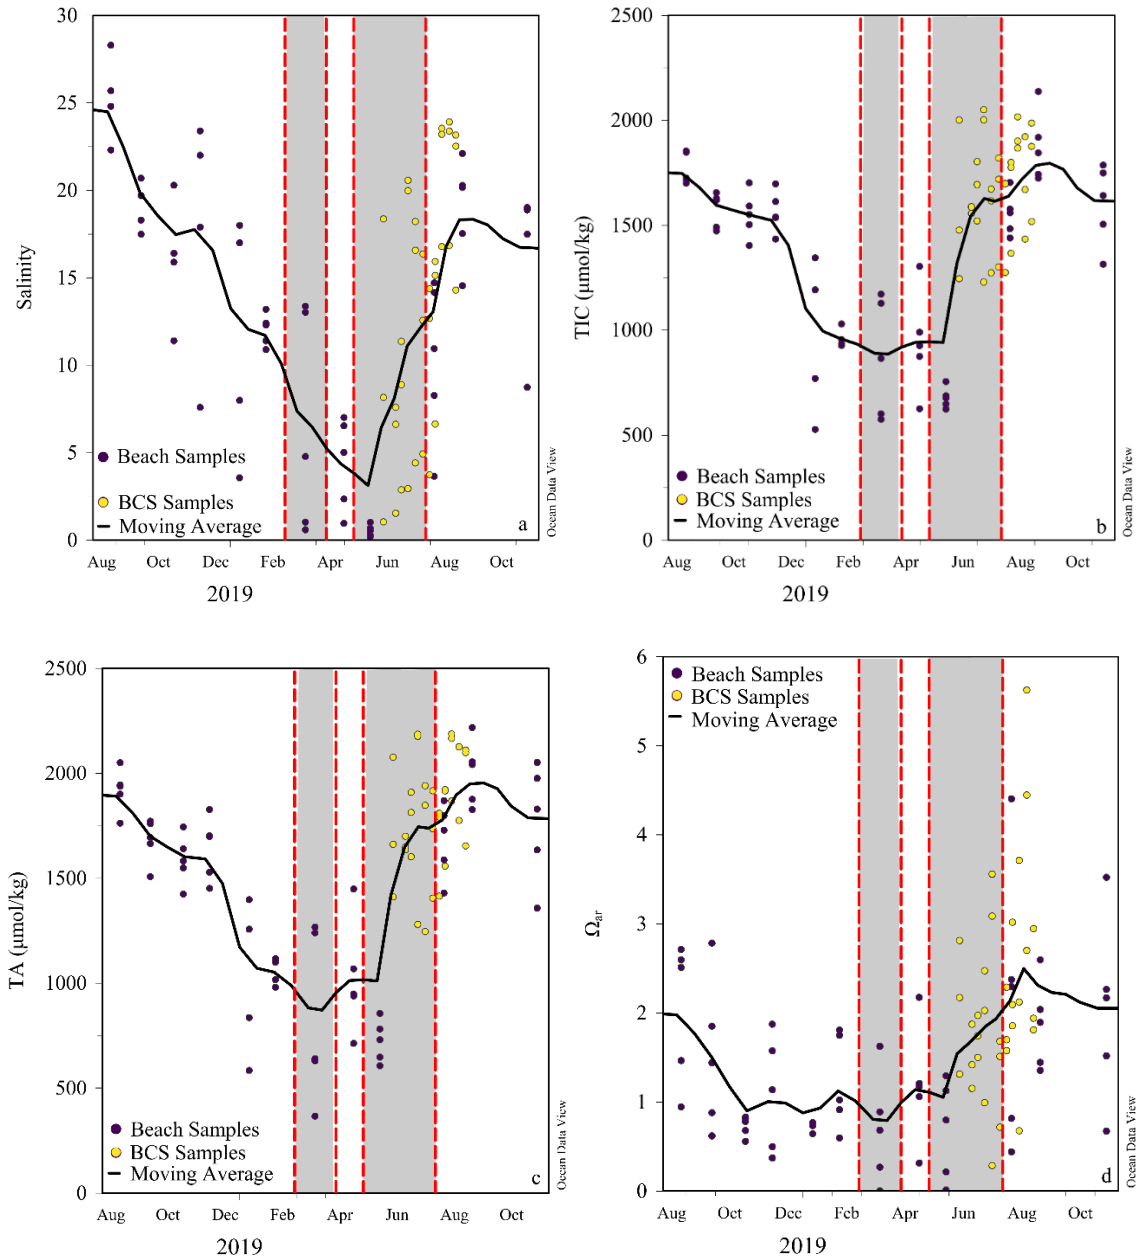 30
25
20
15
10
5
0
Salinity
Beach Samples
BCS Samples
Moving Average
a
Ocean Data View
Aug Oct Dec Feb Apr Jun Aug Oct
2019
2500
2000
1500
1000
500
0
TIC (μmol/kg)
Beach Samples
BCS Samples
Moving Average
b
Ocean Data View
Aug Oct Dec Feb Apr Jun Aug Oct
2019
2500
2000
1500
1000
500
0
TA (μmol/kg)
Beach Samples
BCS Samples
Moving Average
c
Ocean Data View
Aug Oct Dec Feb Apr Jun Aug Oct
2019
6
5
4
3
2
1
0
Ωar
Beach Samples
BCS Samples
Moving Average
d
Ocean Data View
Aug Oct Dec Feb Apr Jun Aug Oct
2019